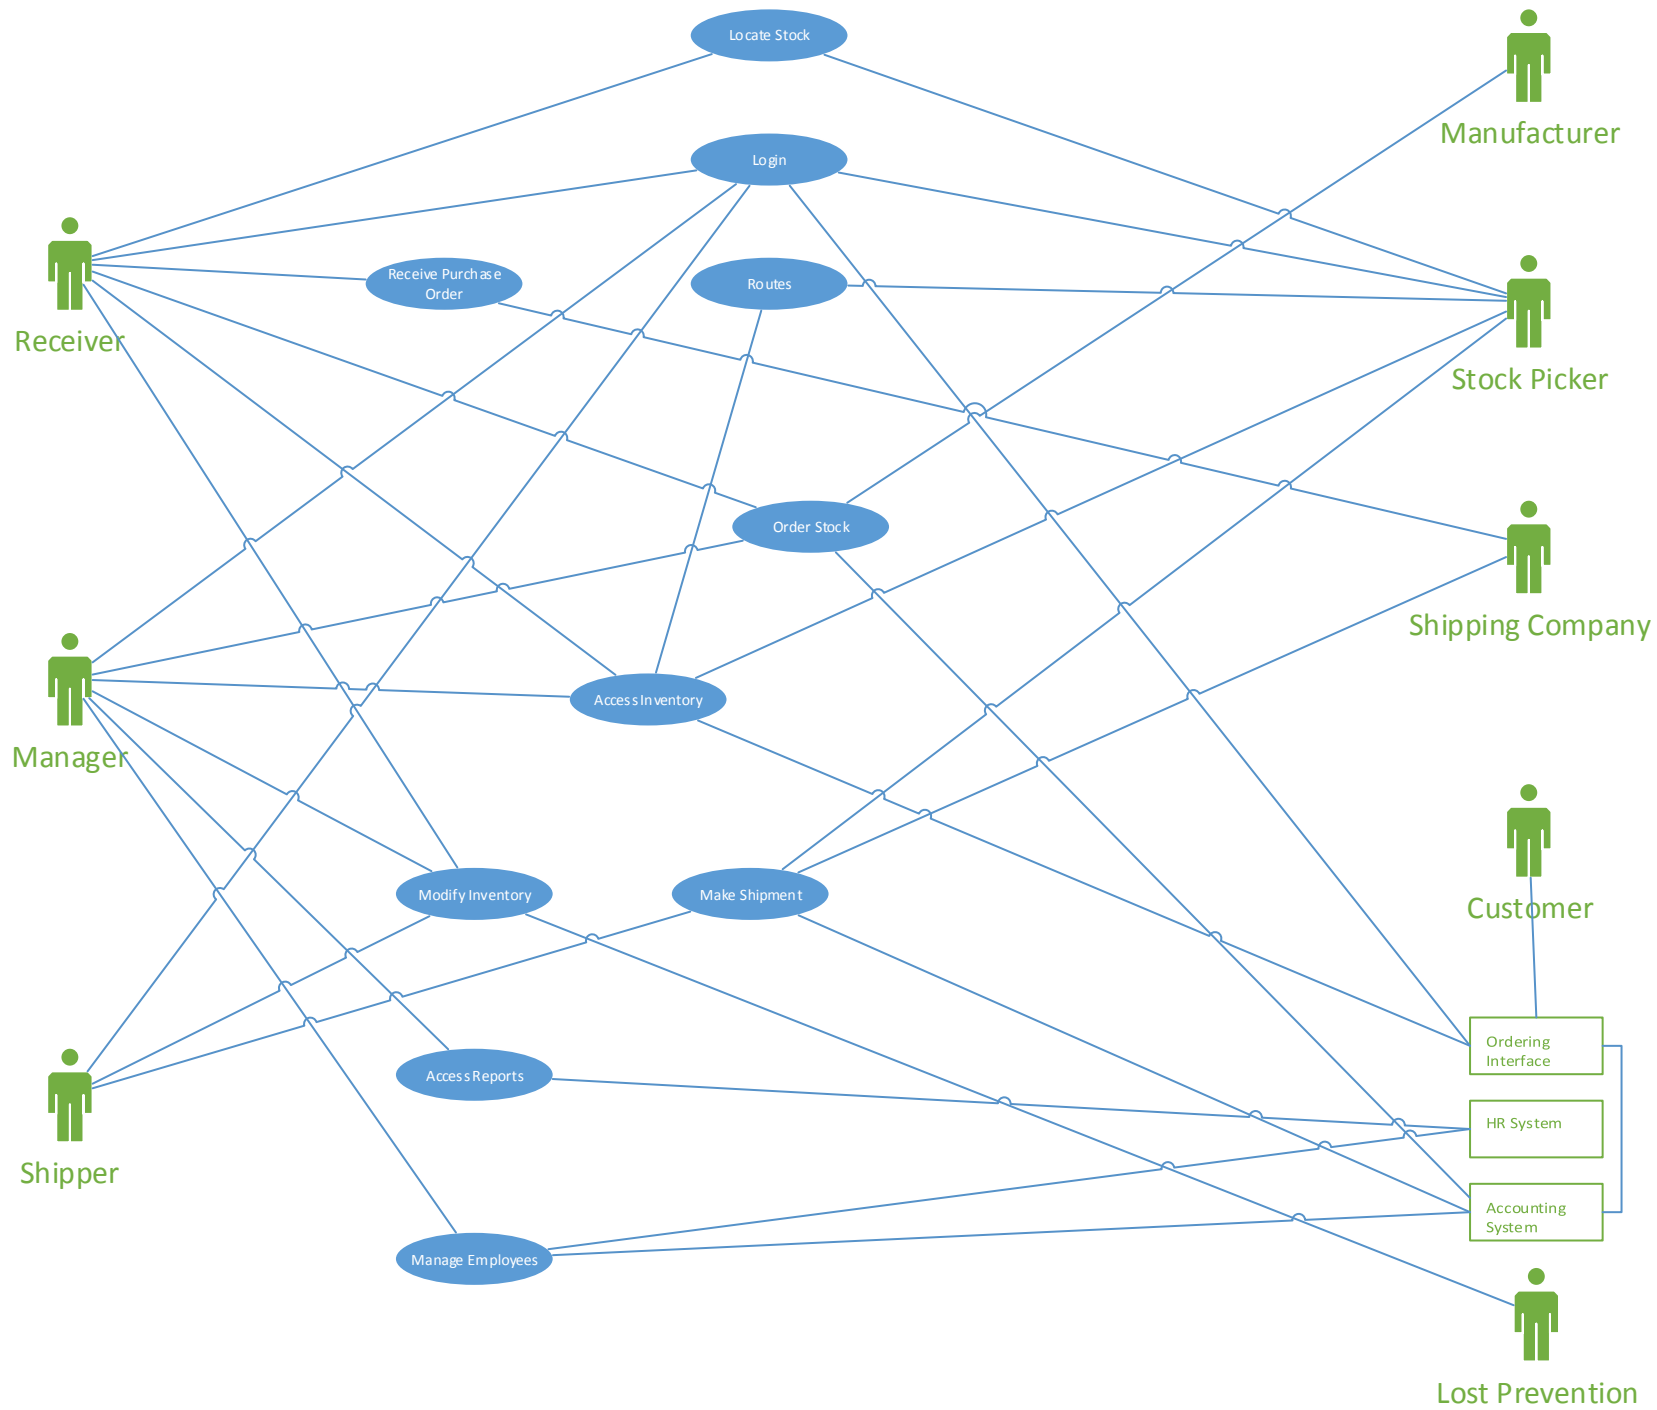 Locate Stock
Manufacturer
Login
Receive Purchase
Order
Routes
Receiver
Stock Picker
Order Stock
Shipping Company
Access Inventory
Manager
Modify Inventory
Make Shipment
Customer
Ordering
Interface
Access Reports
HR System
Shipper
Accounting
System
Manage Employees
Lost Prevention